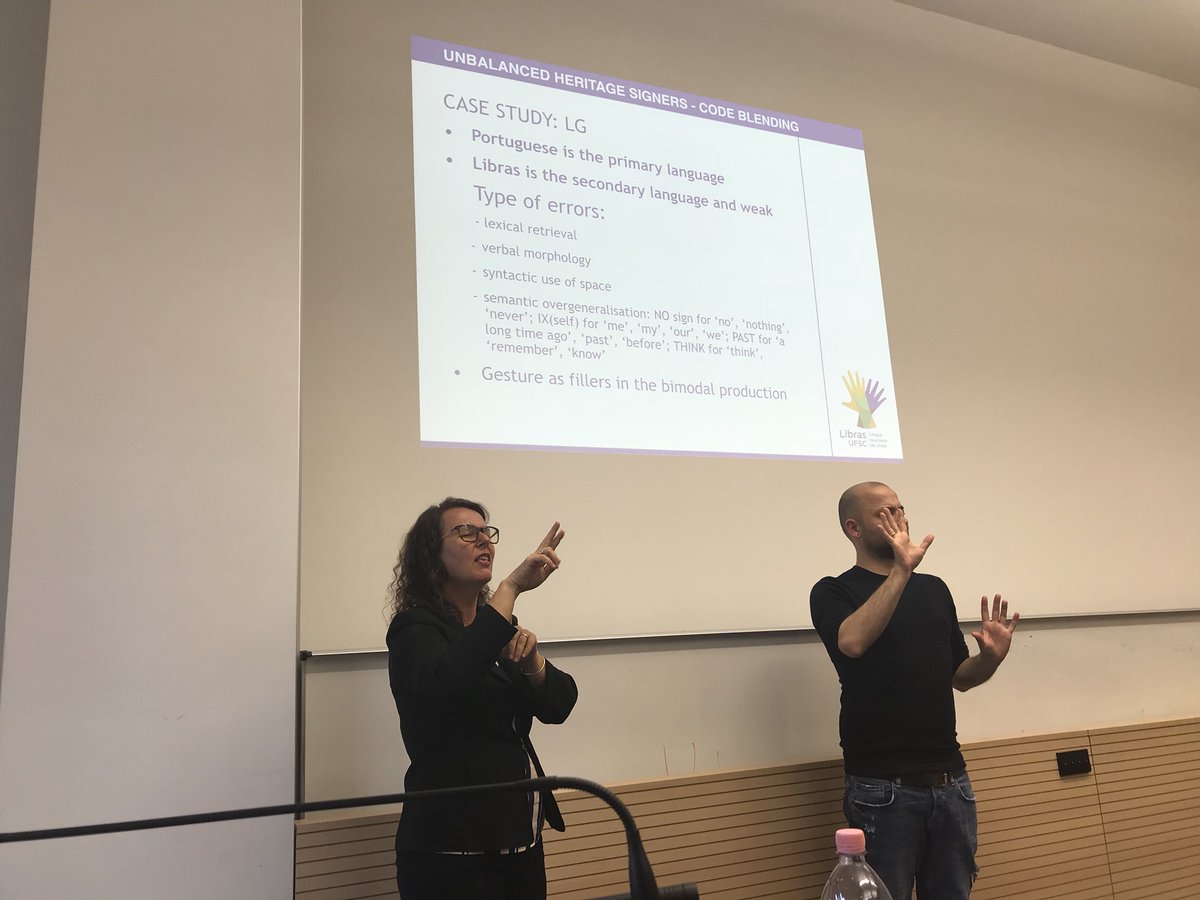 UNBALANCED HERITAGE SIGNERS - CODE BLENDING
CASE STUDY: LG
• Portuguese is the primary language
• Libras is the secondary language and weak
Type of errors:
- lexical retrieval
- verbal morphology
- syntactic use of space
- semantic overgeneralisation: NO sign for ‘no’, ‘nothing’,
‘never’; IX(self) for ‘me’, ‘my’, ‘our’, ‘we’; PAST for ‘a
long time ago’, ‘past’, ‘before’; THINK for ‘think’,
‘remember’, ‘know’
• Gesture as fillers in the bimodal production
Libras
UFSC